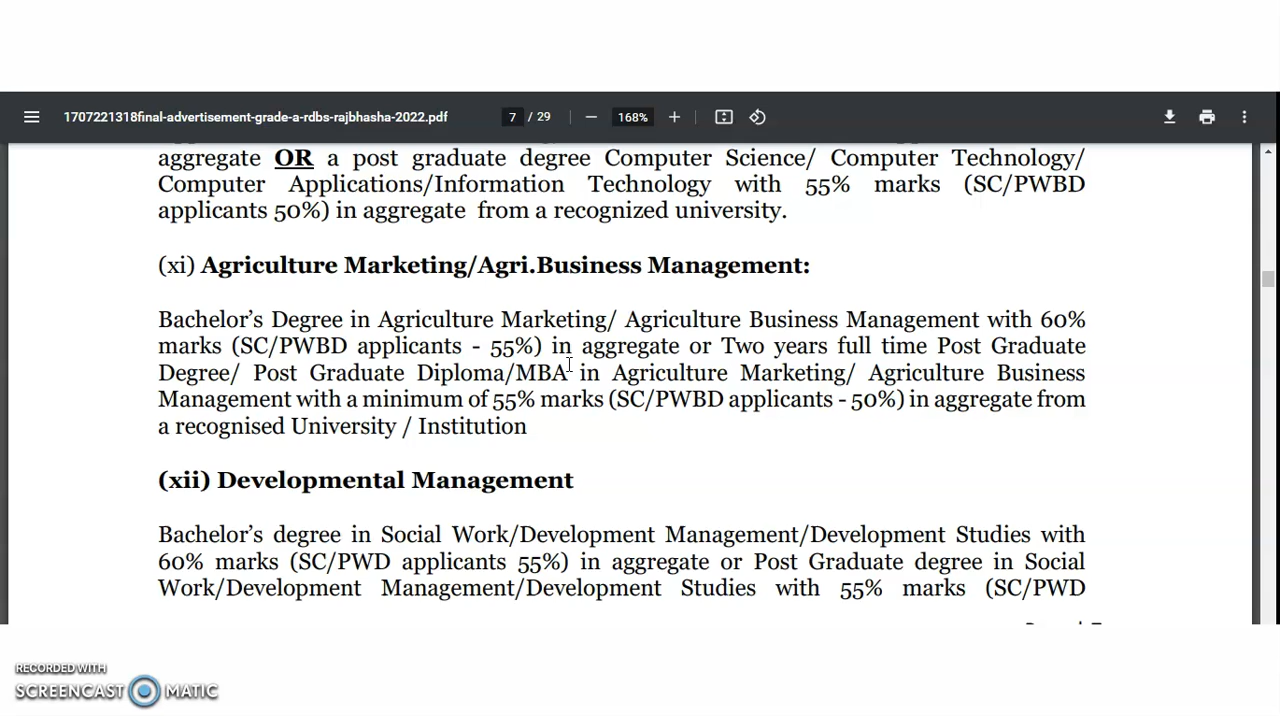 1707221318final-advertisement-grade-a-rdbs-rajbhasha-2022.pdf 7 / 29 — 168% +
aggregate OR a post graduate degree Computer Science/ Computer Technology/
Computer Applications/Information Technology with 55% marks (SC/PWBD
applicants 50%) in aggregate from a recognized university.
(xi) Agriculture Marketing/Agri.Business Management:
Bachelor’s Degree in Agriculture Marketing/ Agriculture Business Management with 60%
marks (SC/PWBD applicants - 55%) in aggregate or Two years full time Post Graduate
Degree/ Post Graduate Diploma/MBA in Agriculture Marketing/ Agriculture Business
Management with a minimum of 55% marks (SC/PWBD applicants - 50%) in aggregate from
a recognised University / Institution
(xii) Developmental Management
Bachelor’s degree in Social Work/Development Management/Development Studies with
60% marks (SC/PWD applicants 55%) in aggregate or Post Graduate degree in Social
Work/Development Management/Development Studies with 55% marks (SC/PWD
RECORDED WITH
SCREENCAST MATIC